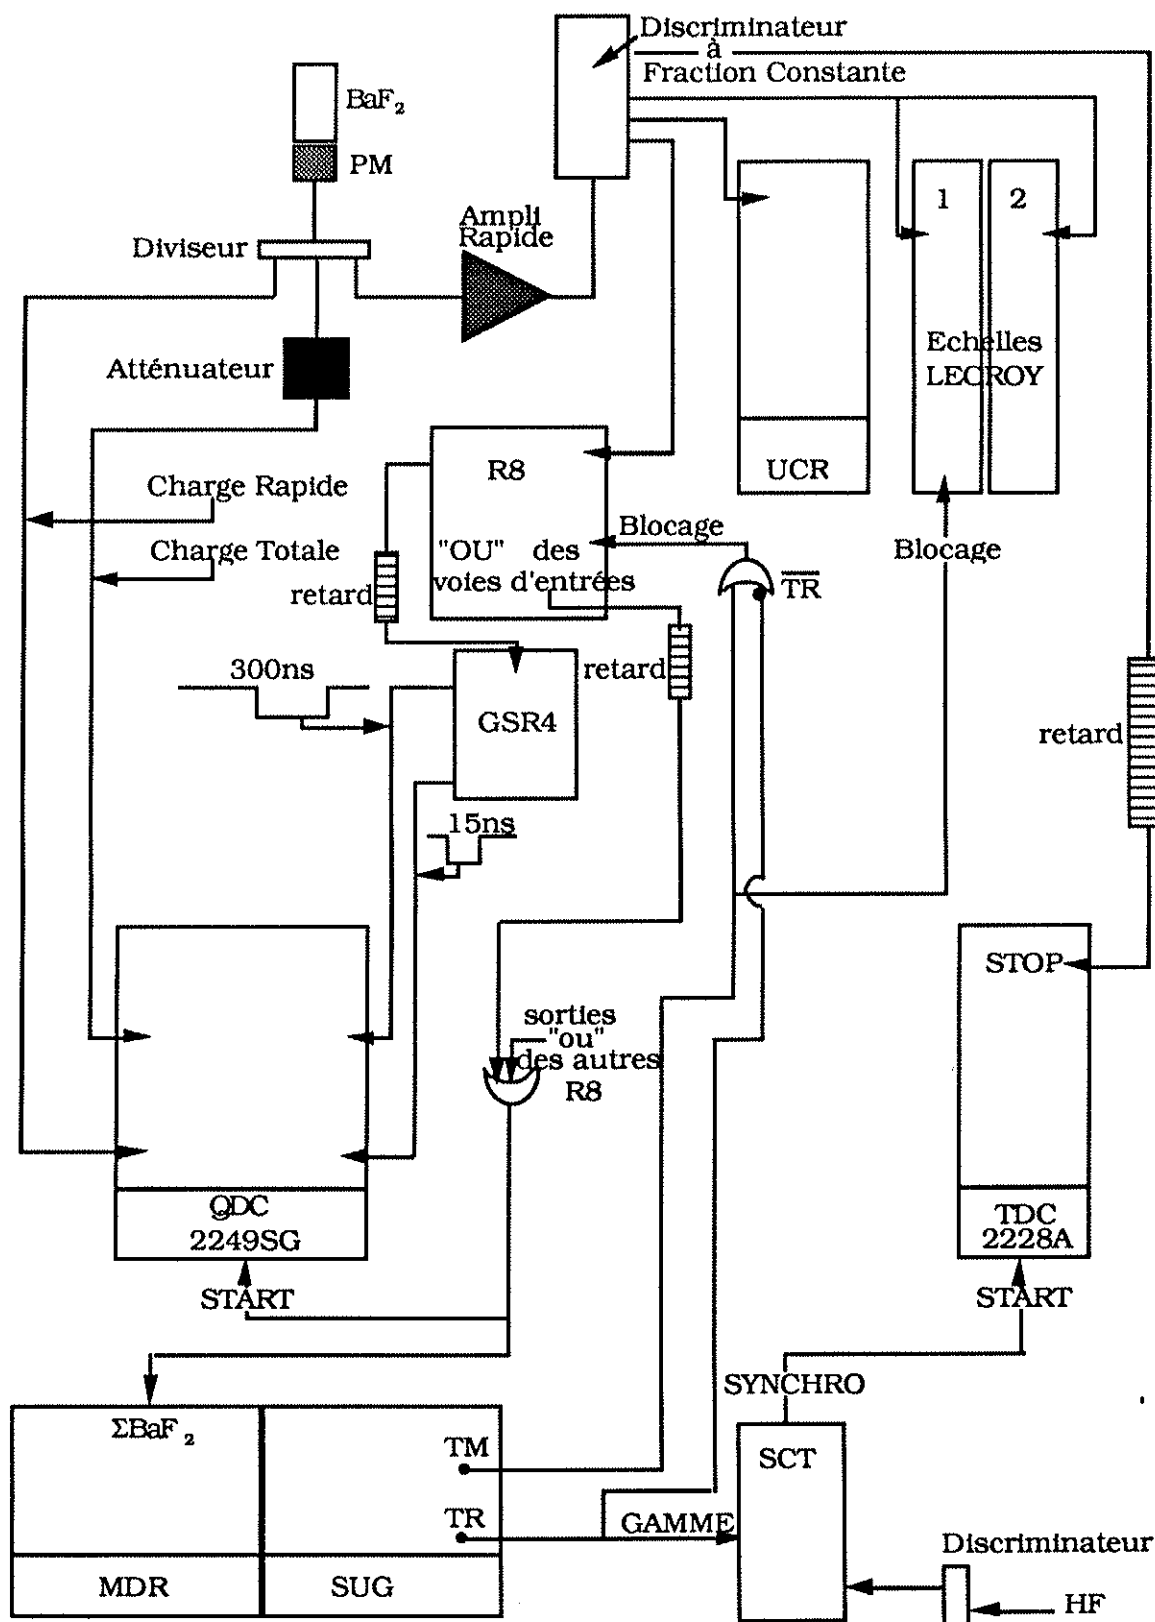 Discriminateur
à
Fraction Constante
BaF₂
PM
Diviseur
Ampli
Rapide
Atténuateur
1
2
Echelles
LECROY
UCR
R8
Charge Rapide
Charge Totale
Blocage
Blocage
"OU" des
voies d'entrées
TR
retard
retard
retard
300ns
GSR4
15ns
STOP
sorties
"ou"
des autres
R8
QDC
2249SG
START
TDC
2228A
START
SYNCHRO
ΣBaF₂
TM
SCT
TR
GAMME
MDR
SUG
Discriminateur
HF